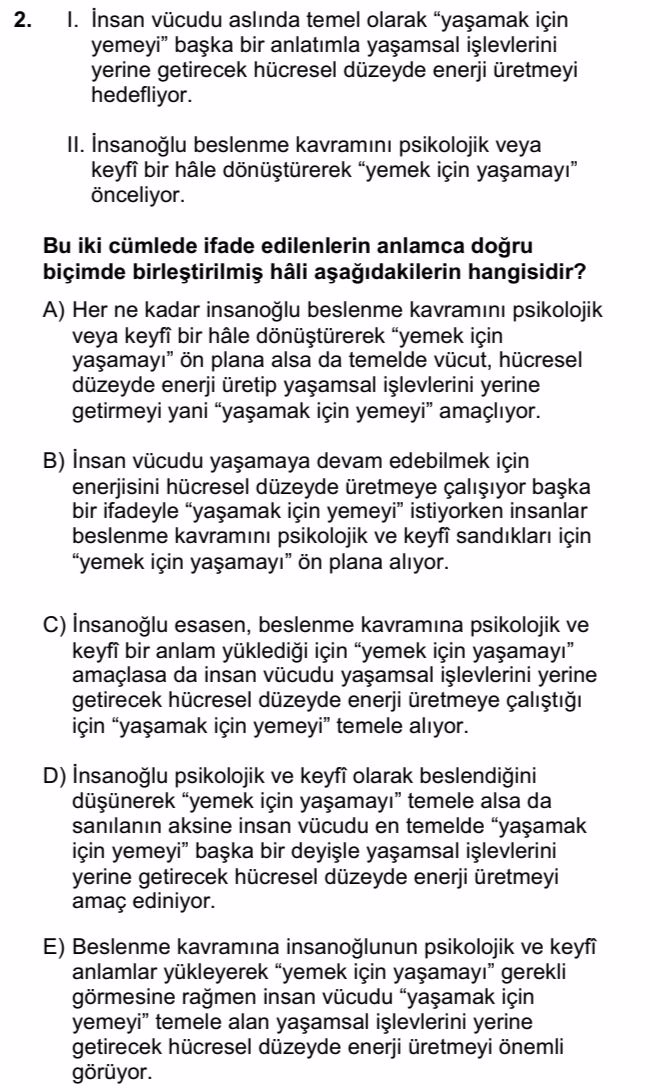 2. I. İnsan vücudu aslında temel olarak “yaşamak için
yemeyi” başka bir anlatımla yaşamsal işlevlerini
yerine getirecek hücresel düzeyde enerji üretmeyi
hedefliyor.
II. İnsanoğlu beslenme kavramını psikolojik veya
keyfî bir hâle dönüştürerek “yemek için yaşamayı”
önceliyor.
Bu iki cümlede ifade edilenlerin anlamca doğru
biçimde birleştirilmiş hâli aşağıdakilerin hangisidir?
A) Her ne kadar insanoğlu beslenme kavramını psikolojik
veya keyfî bir hâle dönüştürerek “yemek için
yaşamayı” ön plana alsa da temelde vücut, hücresel
düzeyde enerji üretip yaşamsal işlevlerini yerine
getirmeyi yani “yaşamak için yemeyi” amaçlıyor.
B) İnsan vücudu yaşamaya devam edebilmek için
enerjisini hücresel düzeyde üretmeye çalışıyor başka
bir ifadeyle “yaşamak için yemeyi” istiyorken insanlar
beslenme kavramını psikolojik ve keyfî sandıkları için
“yemek için yaşamayı” ön plana alıyor.
C) İnsanoğlu esasen, beslenme kavramına psikolojik ve
keyfî bir anlam yüklediği için “yemek için yaşamayı”
amaçlasa da insan vücudu yaşamsal işlevlerini yerine
getirecek hücresel düzeyde enerji üretmeye çalıştığı
için “yaşamak için yemeyi” temele alıyor.
D) İnsanoğlu psikolojik ve keyfî olarak beslendiğini
düşünerek “yemek için yaşamayı” temele alsa da
sanılanın aksine insan vücudu en temelde “yaşamak
için yemeyi” başka bir deyişle yaşamsal işlevlerini
yerine getirecek hücresel düzeyde enerji üretmeyi
amaç ediniyor.
E) Beslenme kavramına insanoğlunun psikolojik ve keyfî
anlamlar yükleyerek “yemek için yaşamayı” gerekli
görmesine rağmen insan vücudu “yaşamak için
yemeyi” temele alan yaşamsal işlevlerini yerine
getirecek hücresel düzeyde enerji üretmeyi önemli
görüyor.